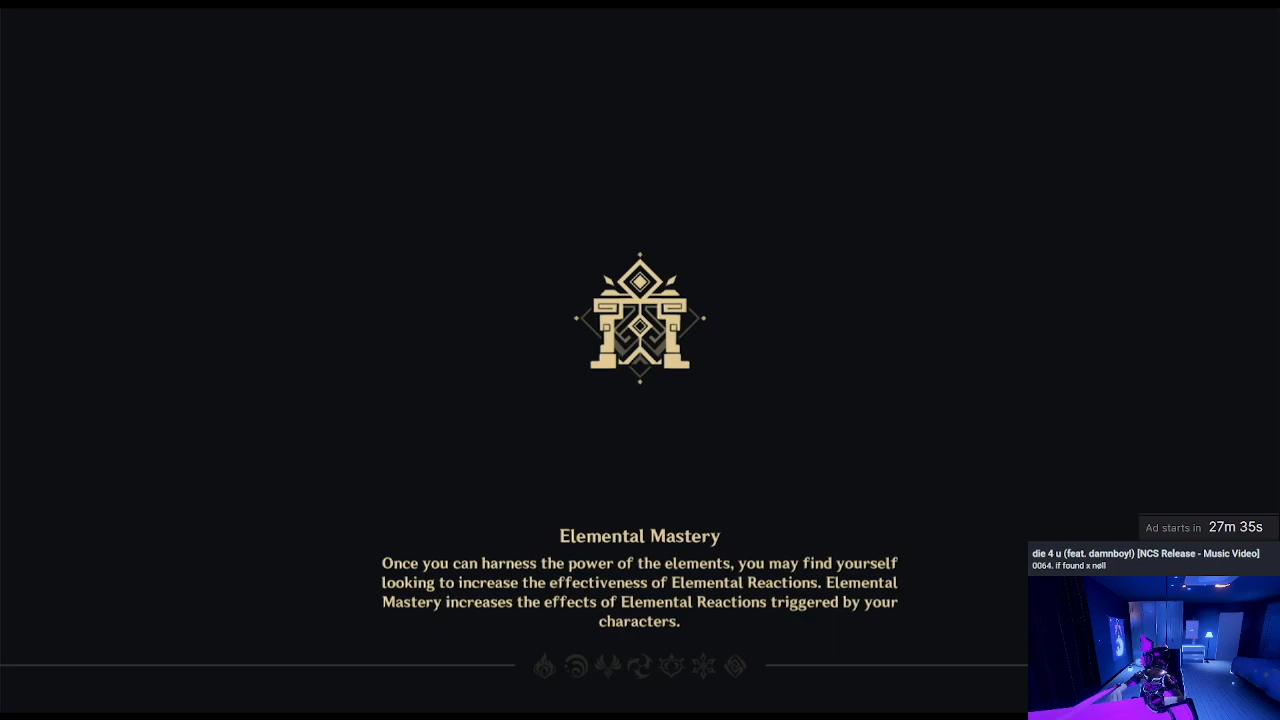 Elemental Mastery
Once you can harness the power of the elements, you may find yourself
looking to increase the effectiveness of Elemental Reactions. Elemental
Mastery increases the effects of Elemental Reactions triggered by your
characters.
Ad starts in 27m 35s
die 4 u (feat. damnboy!) [NCS Release - Music Video]
0064. if found x nøll